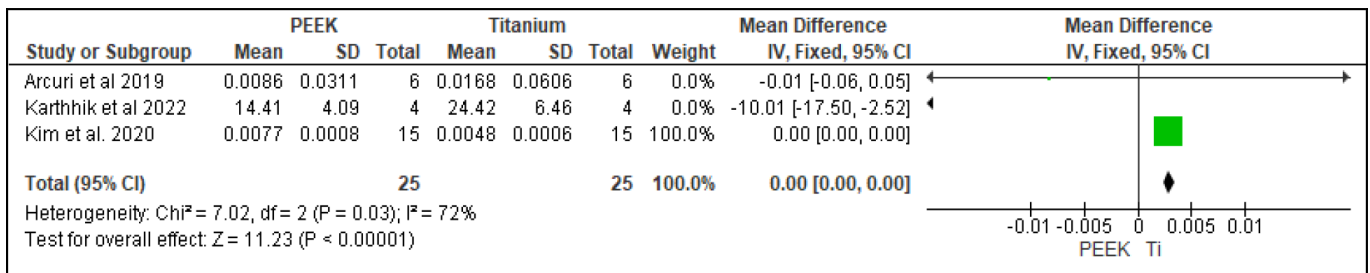 PEEK Titanium Mean Difference Mean Difference
Study or Subgroup Mean SD Total Mean SD Total Weight IV, Fixed, 95% CI IV, Fixed, 95% CI
Arcuri et al 2019 0.0086 0.0311 6 0.0168 0.0606 6 0.0% -0.01 [-0.06, 0.05]
Karthhik et al 2022 14.41 4.09 4 24.42 6.46 4 0.0% -10.01 [-17.50, -2.52]
Kim et al. 2020 0.0077 0.0008 15 0.0048 0.0006 15 100.0% 0.00 [0.00, 0.00]
Total (95% CI) 25 25 100.0% 0.00 [0.00, 0.00]
Heterogeneity: Chi² = 7.02, df = 2 (P = 0.03); I² = 72%
Test for overall effect: Z = 11.23 (P < 0.00001)
-0.01 -0.005 0 0.005 0.01
PEEK Ti